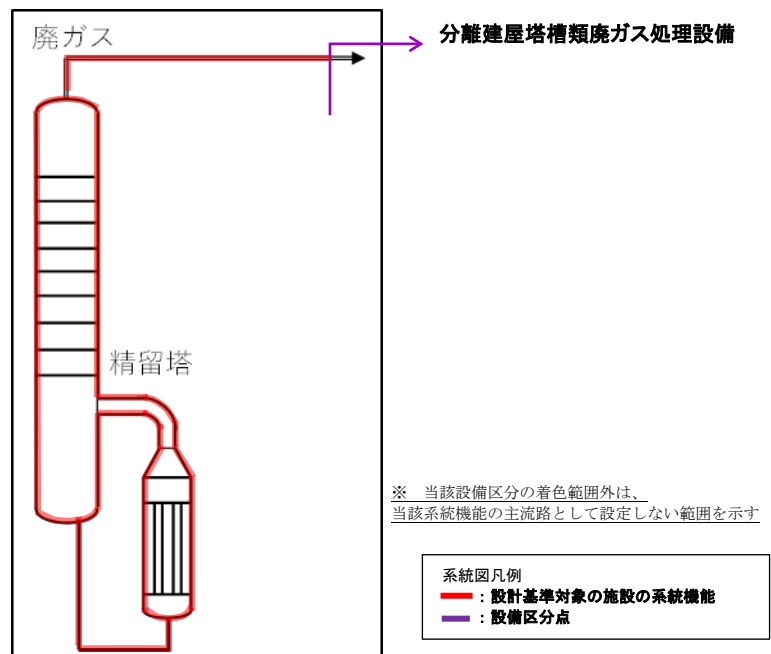 廃ガス
分離建屋塔槽類廃ガス処理設備
精留塔
※　当該設備区分の着色範囲外は、
当該系統機能の主流路として設定しない範囲を示す
系統図凡例
：設計基準対象の施設の系統機能
：設備区分点